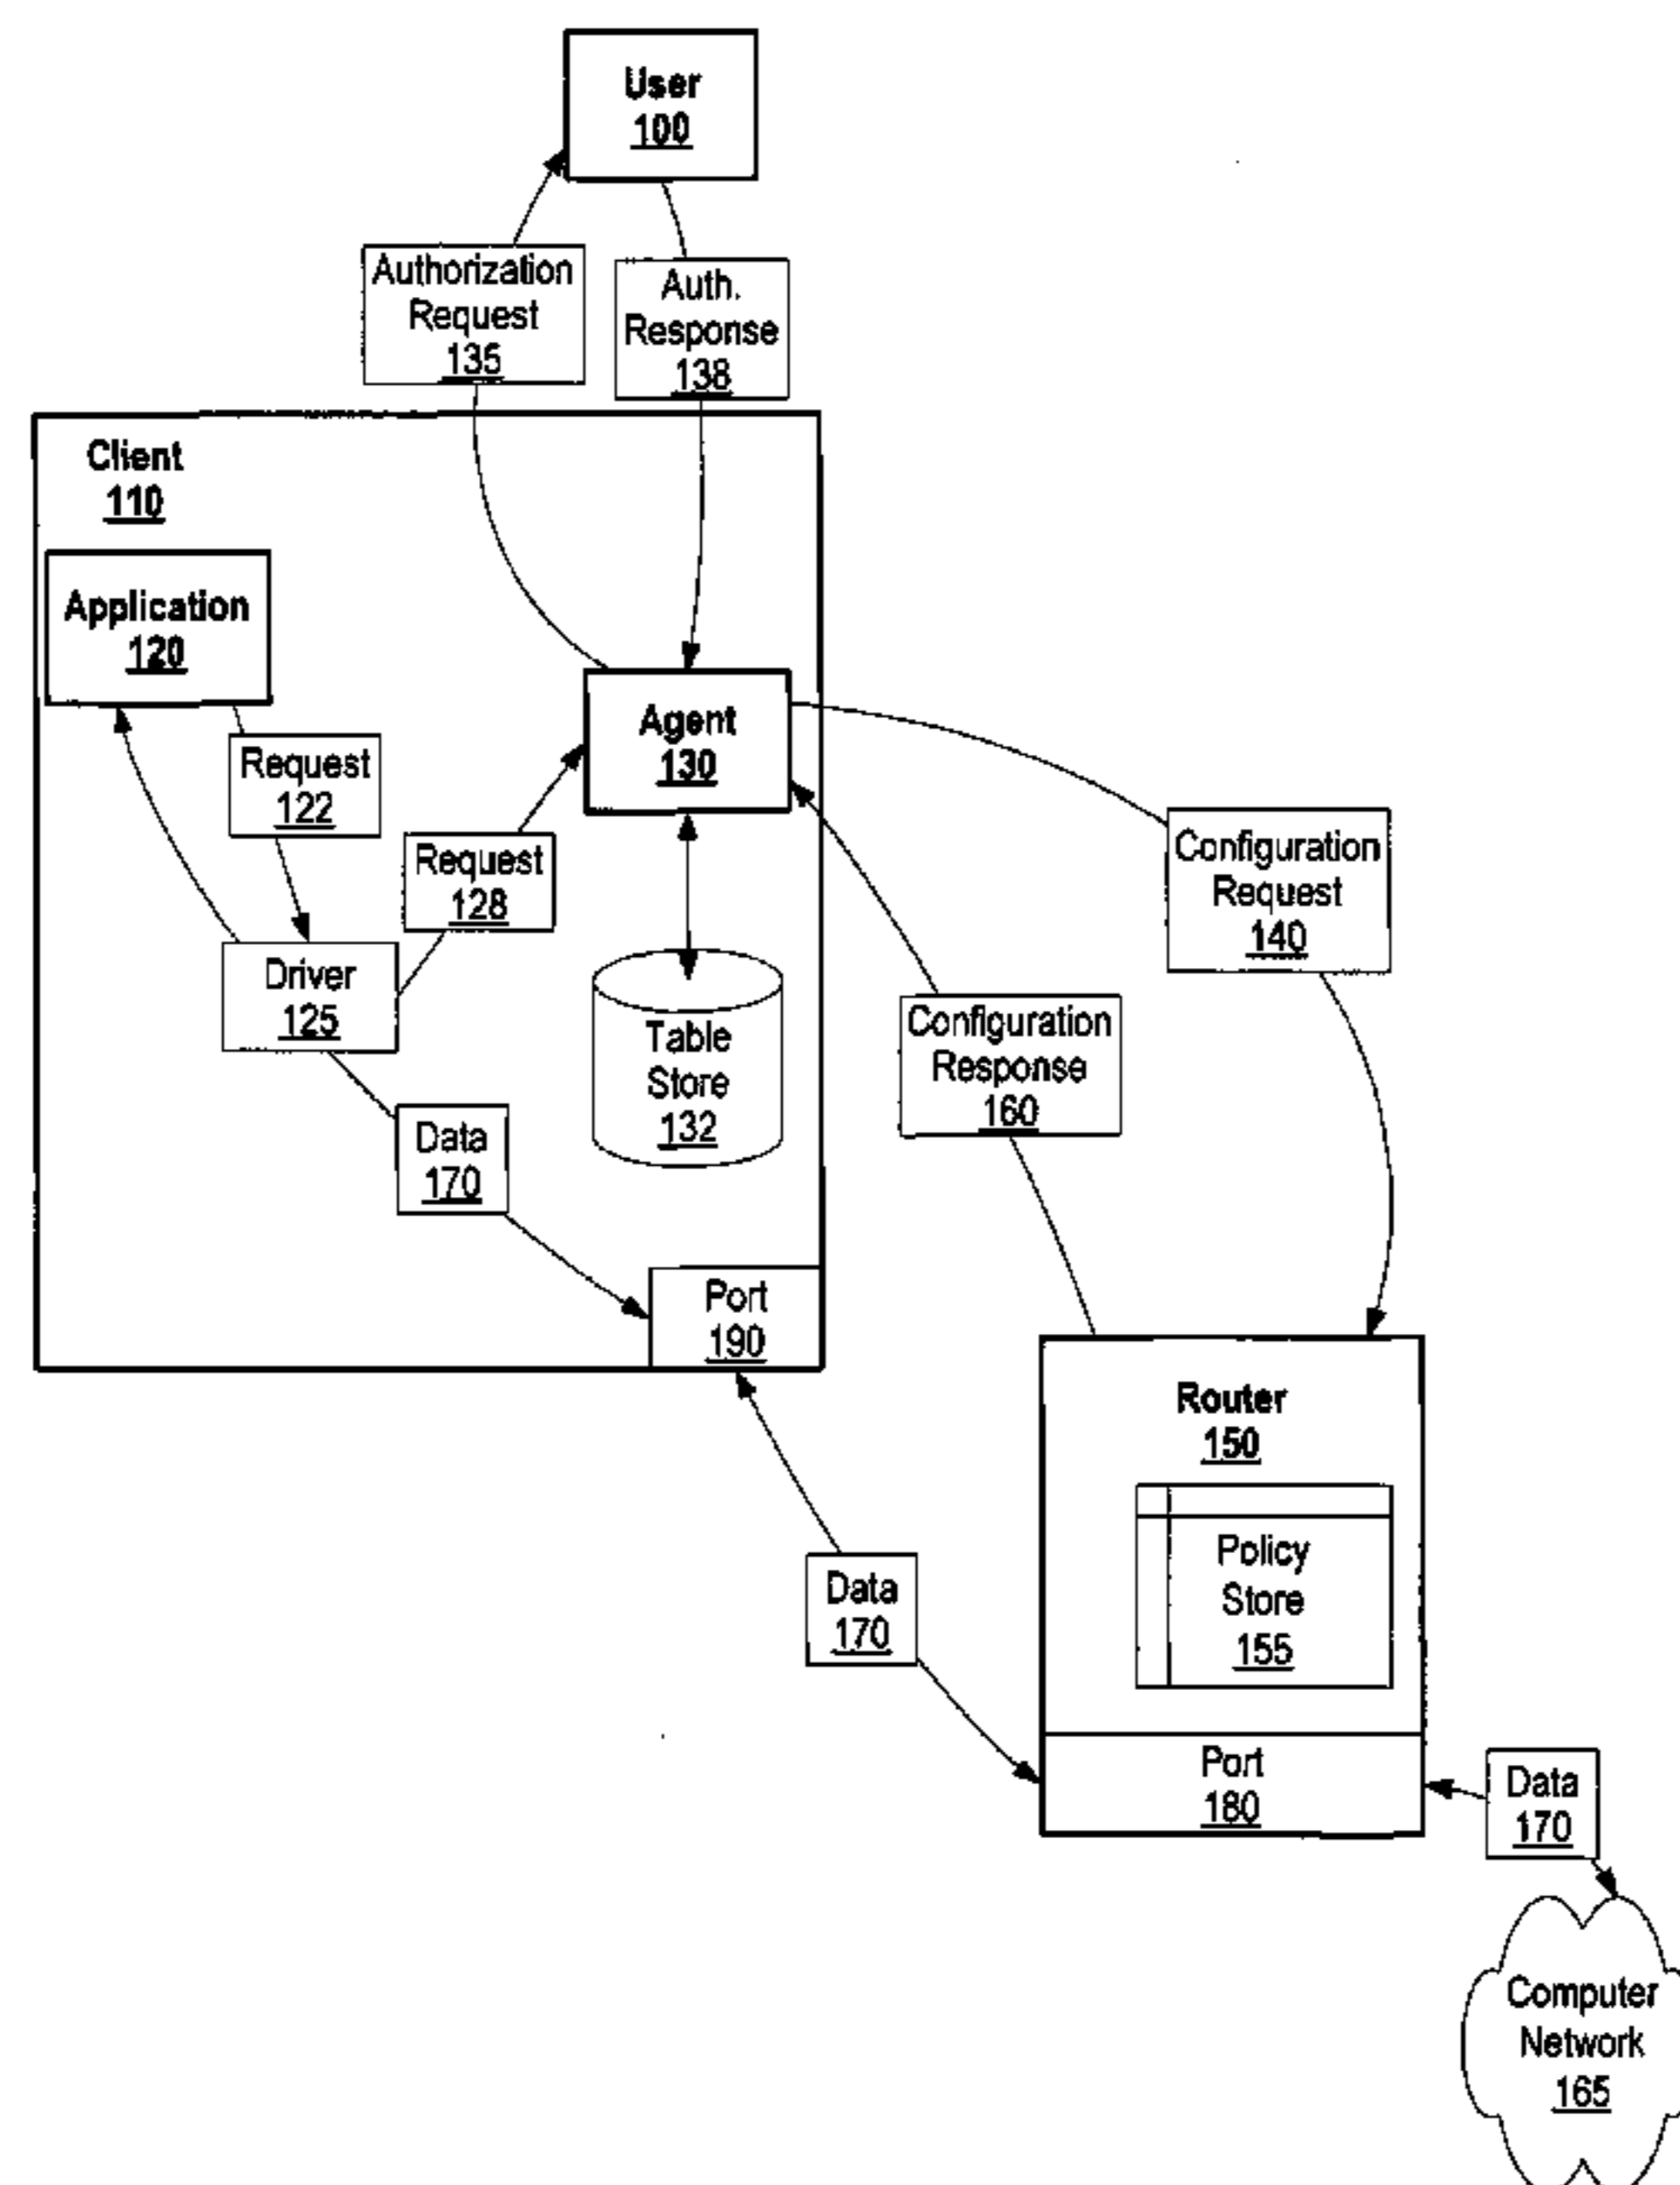 User
100
Authorization
Request
135
Auth.
Response
138
Client
110
Application
120
Agent
130
Request
122
Request
128
Configuration
Request
140
Driver
125
Table
Store
132
Configuration
Response
160
Data
170
Port
190
Router
150
Policy
Store
155
Data
170
Port
180
Data
170
Computer
Network
165